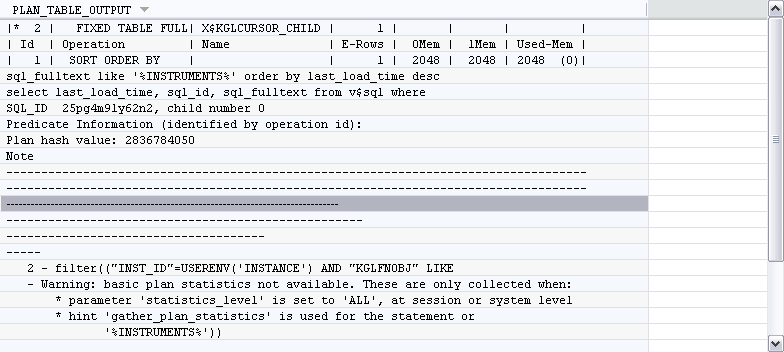 PLAN_TABLE_OUTPUT
|*  2 |   FIXED TABLE FULL| X$KGLCURSOR_CHILD |      1 |       |       |          |
| Id  | Operation         | Name              | E-Rows |  OMem |  1Mem | Used-Mem |
|   1 |  SORT ORDER BY    |                   |      1 |  2048 |  2048 | 2048  (0)|
sql_fulltext like '%INSTRUMENTS%' order by last_load_time desc
select last_load_time, sql_id, sql_fulltext from v$sql where
SQL_ID  25pg4m91y62n2, child number 0
Predicate Information (identified by operation id):
Plan hash value: 2836784050
Note
-------------------------------------------------------------------------------------
-------------------------------------------------------------------------------------
-------------------------------------------------------------------------------------
----------------------------------------------------
--------------------------------------
-----
   2 - filter(("INST_ID"=USERENV('INSTANCE') AND "KGLFNOBJ" LIKE
   - Warning: basic plan statistics not available. These are only collected when:
       * parameter 'statistics_level' is set to 'ALL', at session or system level
       * hint 'gather_plan_statistics' is used for the statement or
              '%INSTRUMENTS%'))